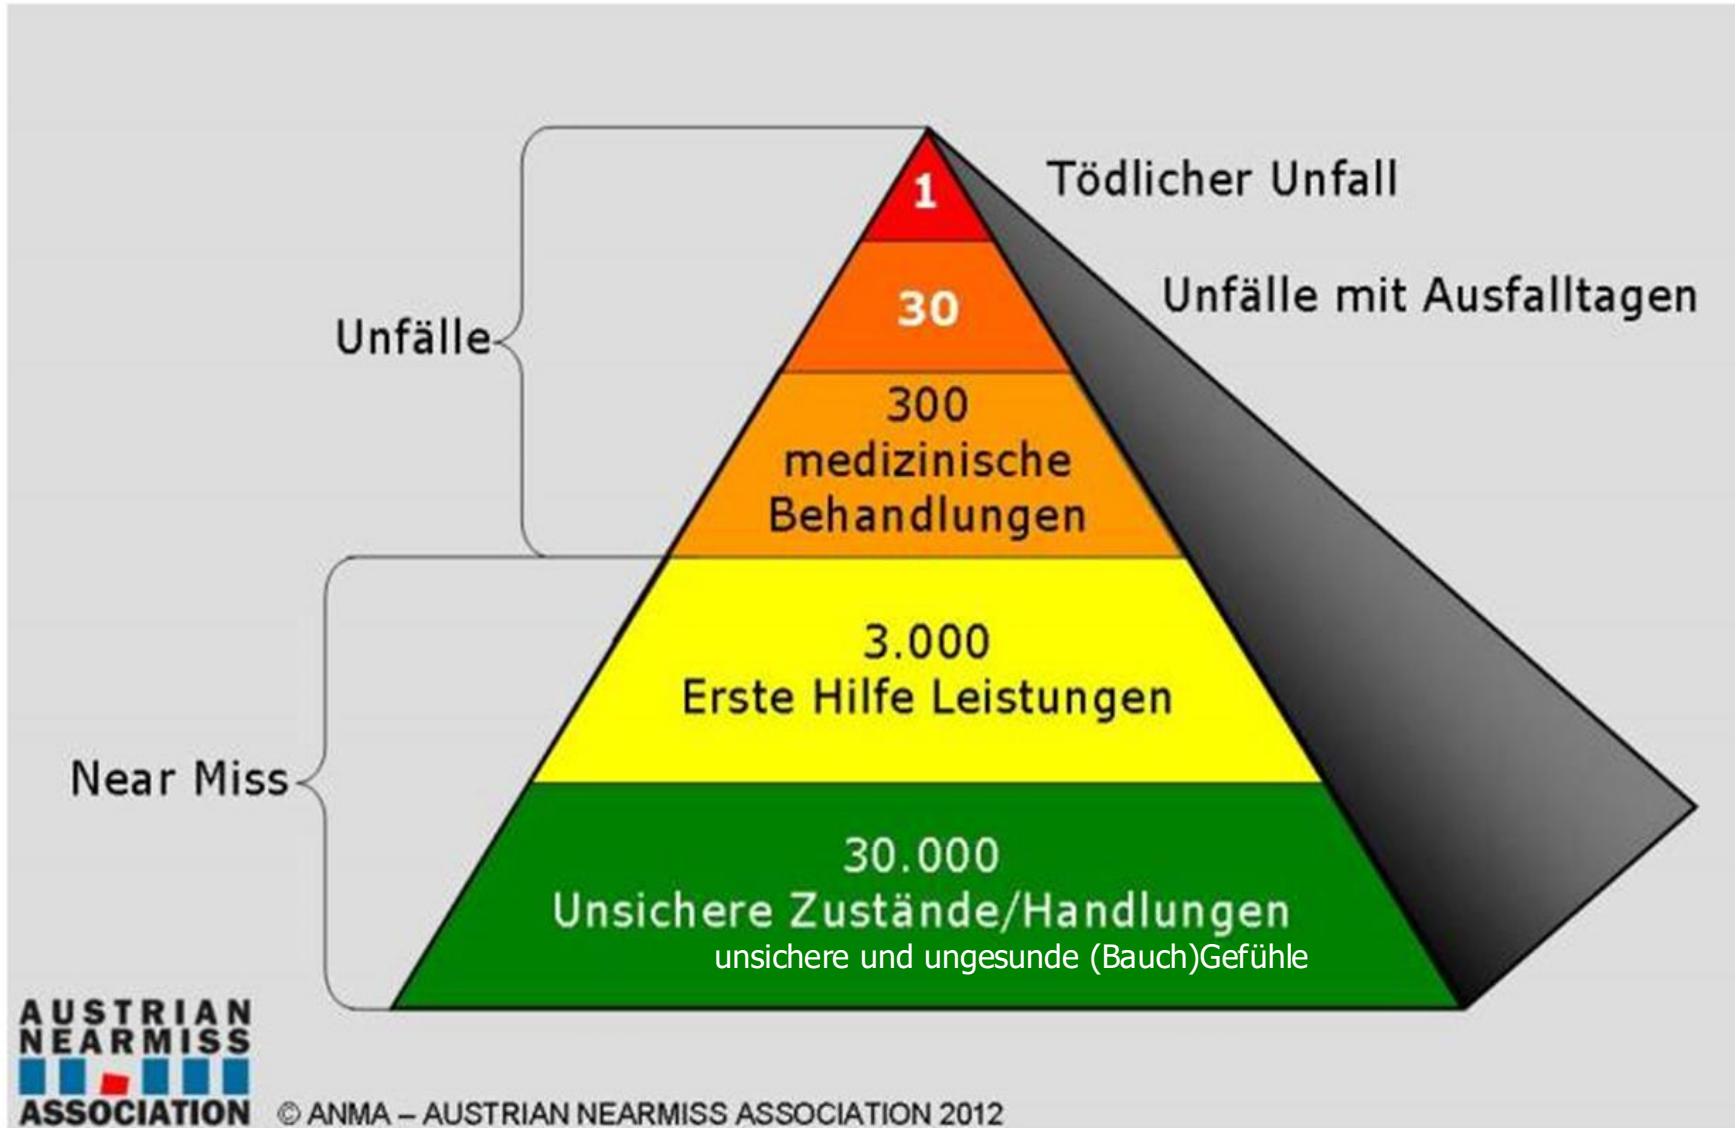 1
Tödlicher Unfall
30
Unfälle mit Ausfalltagen
Unfälle
300
medizinische
Behandlungen
3.000
Erste Hilfe Leistungen
Near Miss
30.000
Unsichere Zustände/Handlungen
unsichere und ungesunde (Bauch)Gefühle
AUSTRIAN
NEARMISS
ASSOCIATION
© ANMA – AUSTRIAN NEARMISS ASSOCIATION 2012